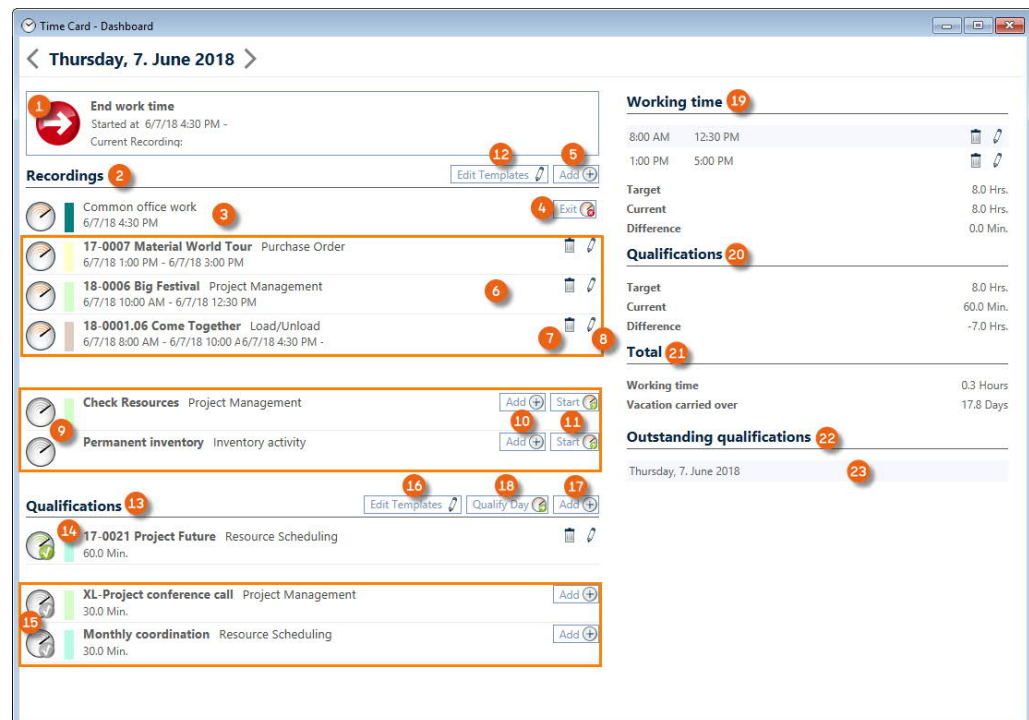 Time Card - Dashboard
Thursday, 7. June 2018
1
End work time
Started at 6/7/18 4:30 PM -
Current Recording:
12
5
Recordings 2
Edit Templates
Add
Common office work
6/7/18 4:30 PM
3
4
Exit
17-0007 Material World Tour Purchase Order
6/7/18 1:00 PM - 6/7/18 3:00 PM
18-0006 Big Festival Project Management
6/7/18 10:00 AM - 6/7/18 12:30 PM
6
18-0001.06 Come Together Load/Unload
6/7/18 8:00 AM - 6/7/18 10:00 A6/7/18 4:30 PM -
7
8
Check Resources Project Management
Add
Start
9
10
11
Permanent inventory Inventory activity
Add
Start
16
18
17
Qualifications 13
Edit Templates
Qualify Day
Add
14
17-0021 Project Future Resource Scheduling
60.0 Min.
XL-Project conference call Project Management
Add
30.0 Min.
15
Monthly coordination Resource Scheduling
Add
30.0 Min.
Working time 19
8:00 AM 12:30 PM
1:00 PM 5:00 PM
Target 8.0 Hrs.
Current 8.0 Hrs.
Difference 0.0 Min.
Qualifications 20
Target 8.0 Hrs.
Current 60.0 Min.
Difference -7.0 Hrs.
Total 21
Working time 0.3 Hours
Vacation carried over 17.8 Days
Outstanding qualifications 22
Thursday, 7. June 2018 23